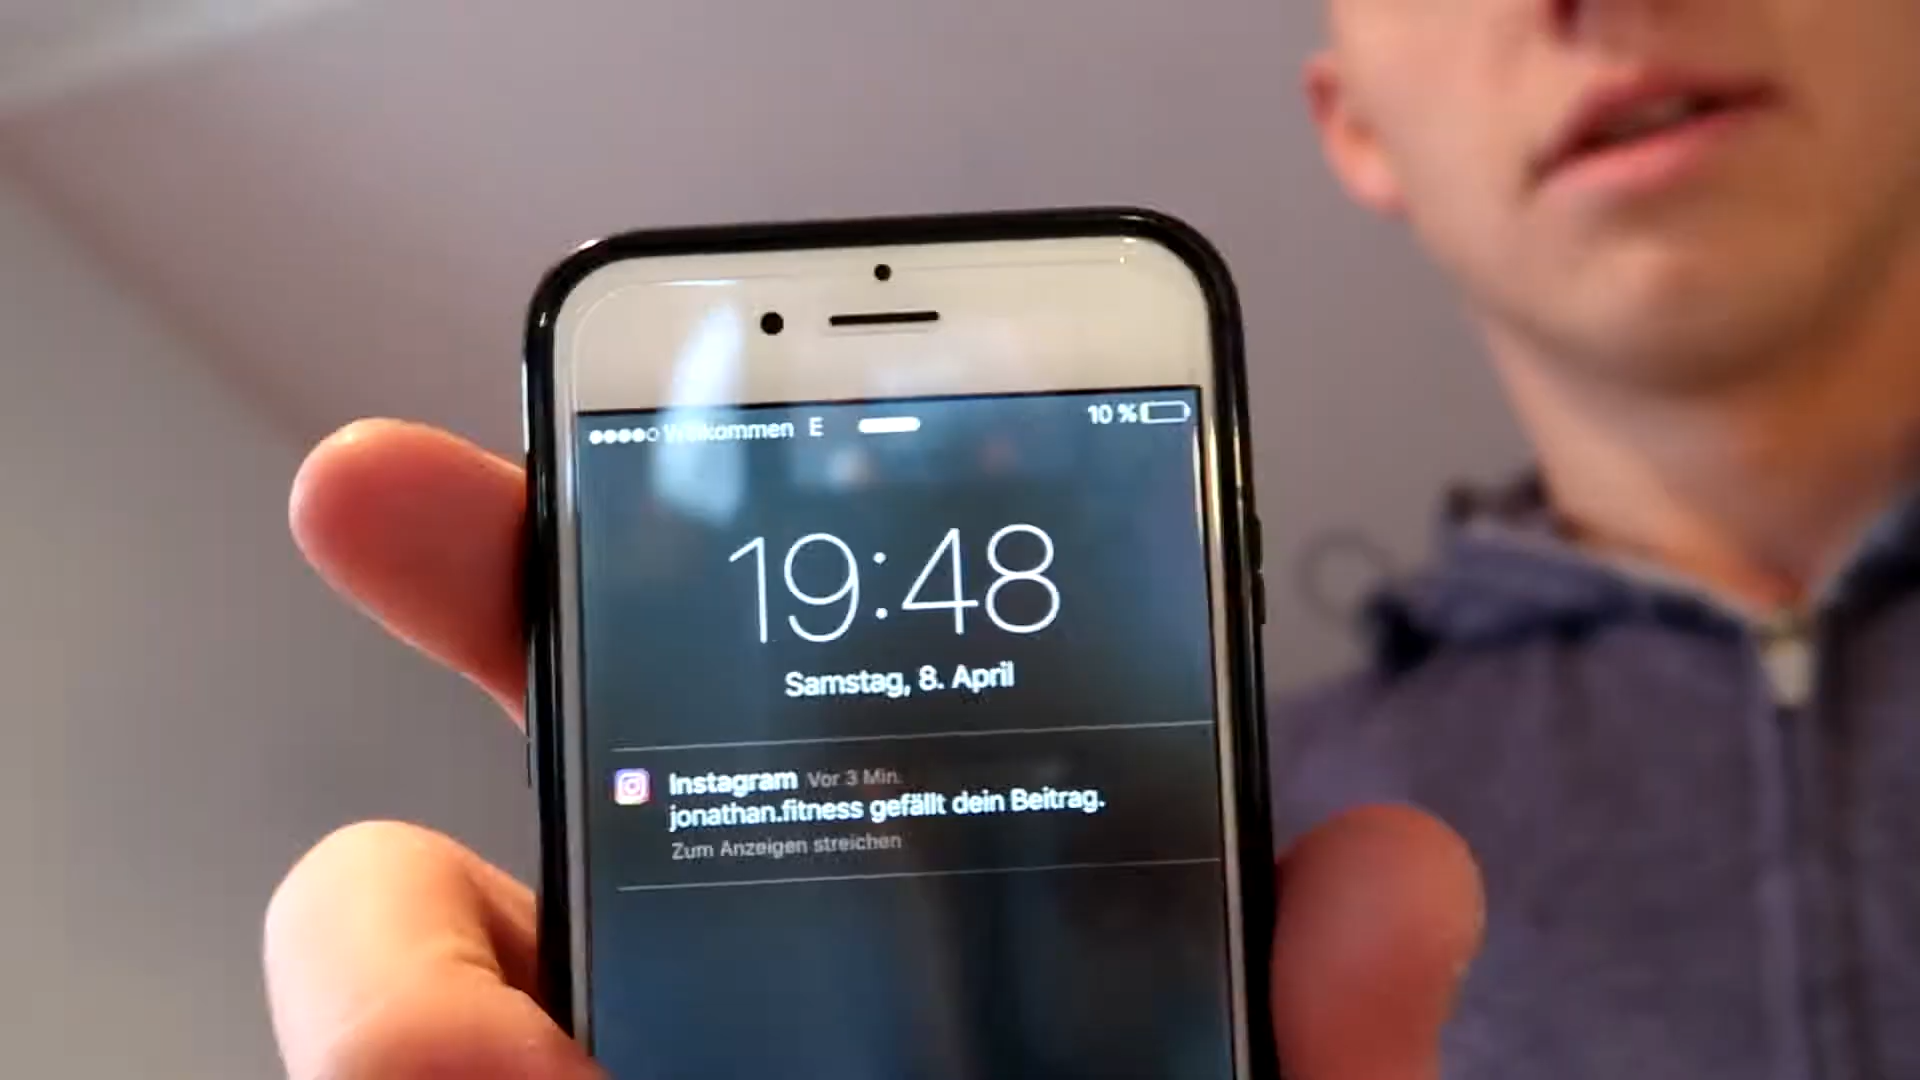 Willkommen E 10 %
19:48
Samstag, 8. April
Instagram Vor 3 Min.
jonathan.fitness gefällt dein Beitrag.
Zum Anzeigen streichen